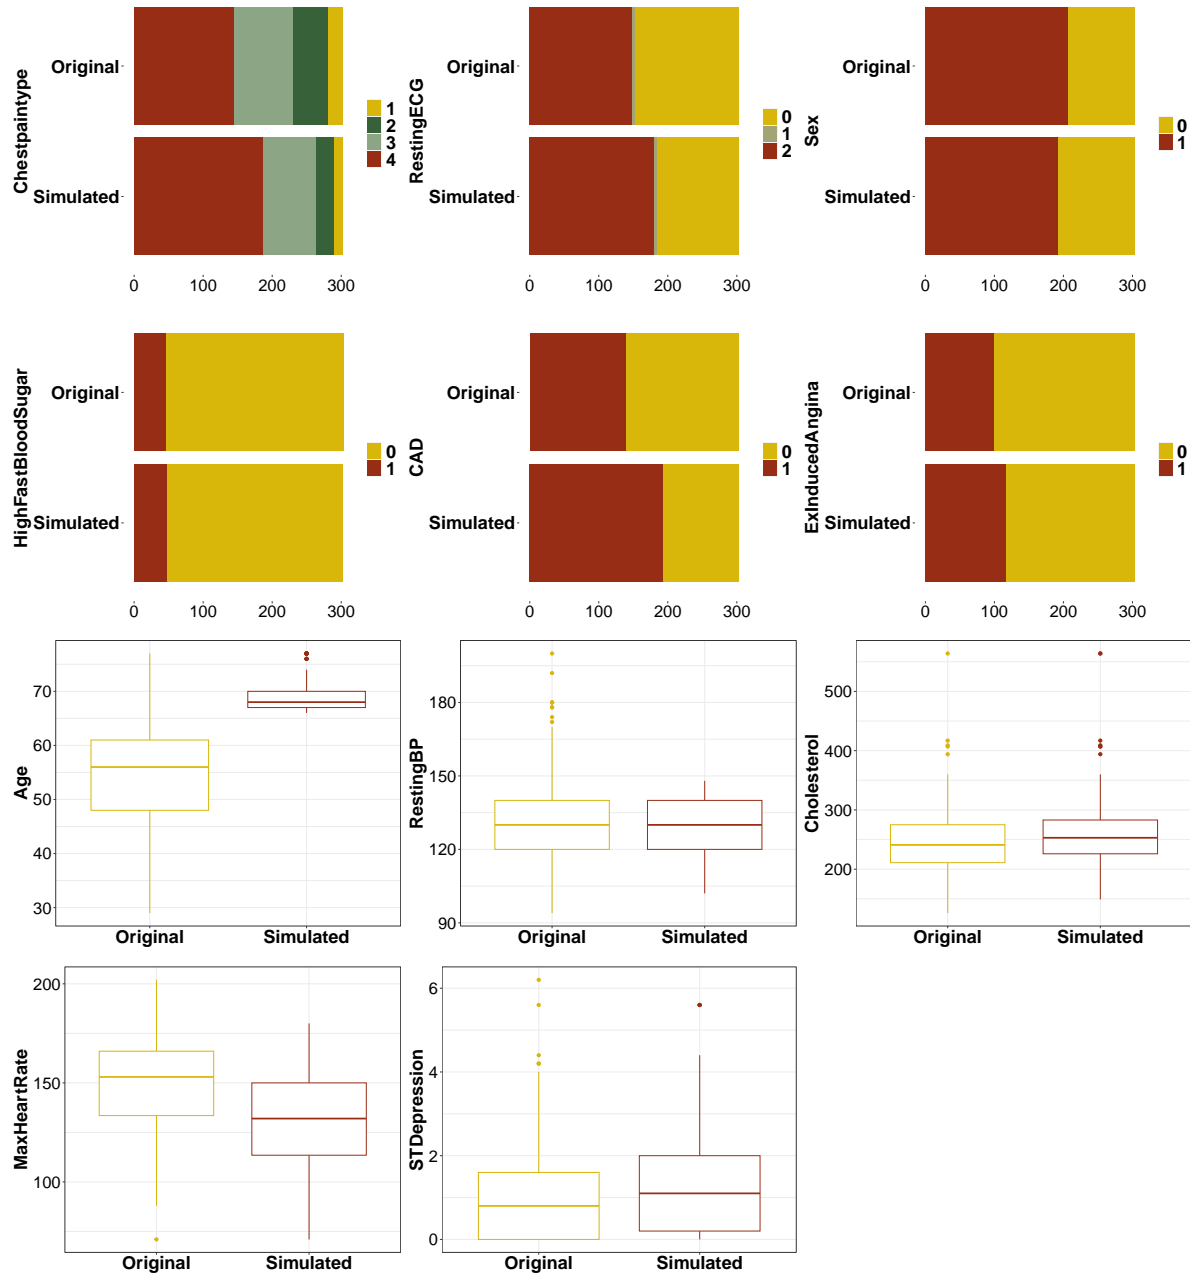 Chestpaintype
Original
Simulated
0 100 200 300
1
2
3
4
RestingECG
Original
Simulated
0 100 200 300
0
1
2
Sex
Original
Simulated
0 100 200 300
0
1
HighFastBloodSugar
Original
Simulated
0 100 200 300
0
1
CAD
Original
Simulated
0 100 200 300
0
1
ExInducedAngina
Original
Simulated
0 100 200 300
0
1
Age
70
60
50
40
30
Original Simulated
RestingBP
180
150
120
90
Original Simulated
Cholesterol
500
400
300
200
Original Simulated
MaxHeartRate
200
150
100
Original Simulated
STDepression
6
4
2
0
Original Simulated